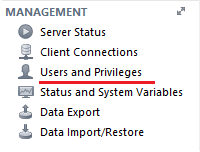 MANAGEMENT
Server Status
Client Connections
Users and Privileges
Status and System Variables
Data Export
Data Import/Restore